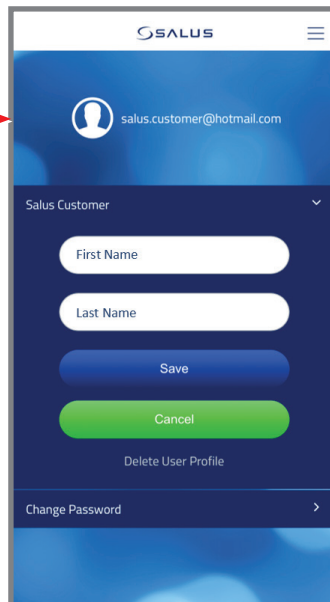 SALUS
salus.customer@hotmail.com
Salus Customer
First Name
Last Name
Save
Cancel
Delete User Profile
Change Password